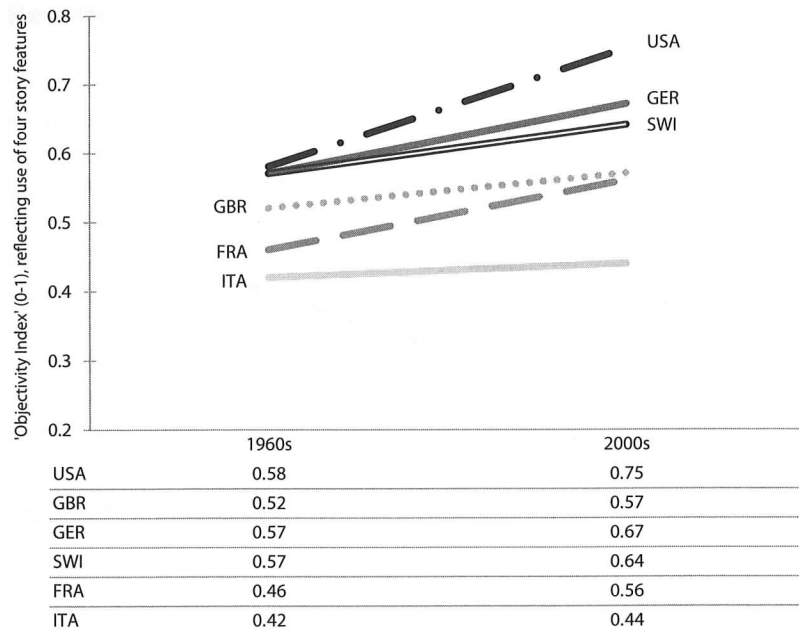 'Objectivity Index' (0-1), reflecting use of four story features
0.8
0.7
0.6
0.5
0.4
0.3
0.2
USA
GER
SWI
GBR
FRA
ITA
1960s 2000s
USA 0.58 0.75
GBR 0.52 0.57
GER 0.57 0.67
SWI 0.57 0.64
FRA 0.46 0.56
ITA 0.42 0.44